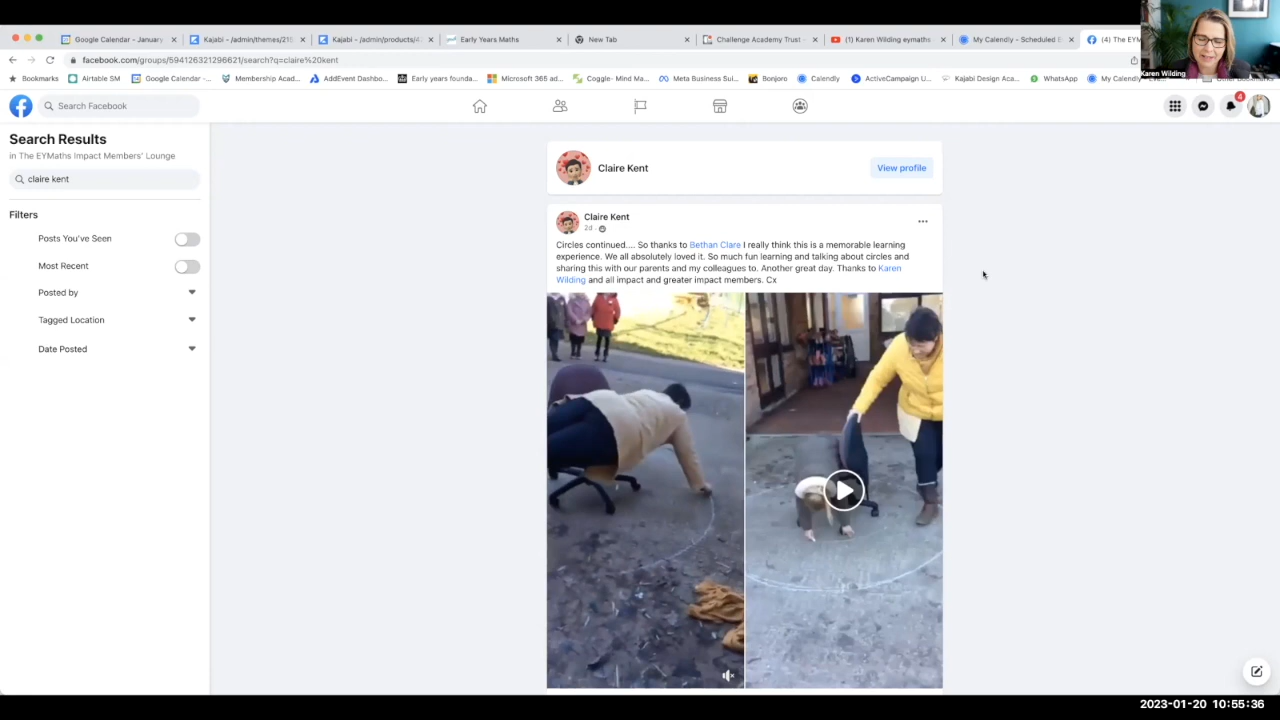 Google Calendar - January
Kajabi - /admin/themes/215
Kajabi - /admin/products/4
Early Years Maths
New Tab
Challenge Academy Trust -
(1) Karen Wilding eymaths
My Calendly - Scheduled E
(4) The EYM
facebook.com/groups/594126321296621/search?q=claire%20kent
Karen Wilding
Bookmarks
Airtable SM
Google Calendar -...
Membership Acad...
AddEvent Dashbo...
Early years founda...
Microsoft 365 ad...
Coggle- Mind Ma...
Meta Business Sui...
Bonjoro
Calendly
ActiveCampaign U...
Kajabi Design Aca...
WhatsApp
My Calendly - Eve...
Other Bookmarks
Search Facebook
4
Search Results
in The EYMaths Impact Members' Lounge
claire kent
Filters
Posts You've Seen
Most Recent
Posted by
Tagged Location
Date Posted
Claire Kent
View profile
Claire Kent
2d ·
Circles continued.... So thanks to Bethan Clare I really think this is a memorable learning
experience. We all absolutely loved it. So much fun learning and talking about circles and
sharing this with our parents and my colleagues to. Another great day. Thanks to Karen
Wilding and all impact and greater impact members. Cx
2023-01-20 10:55:36